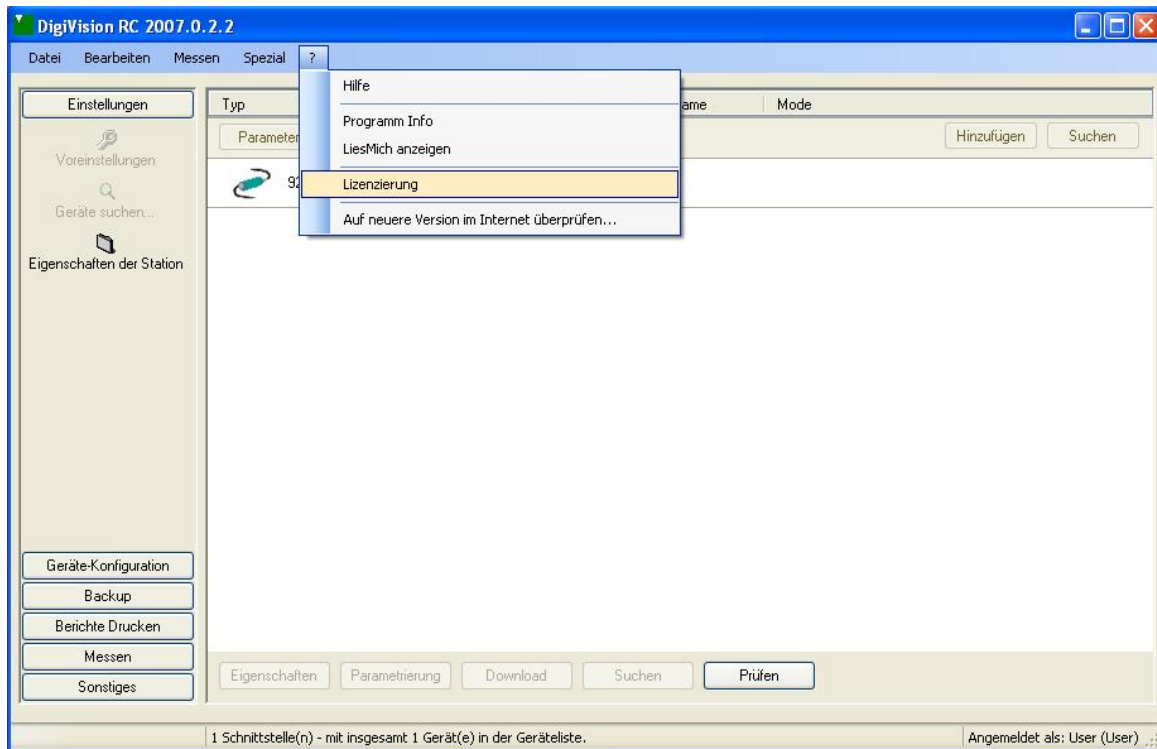 DigiVision RC 2007.0.2.2
Datei Bearbeiten Messen Spezial ?
Hilfe
Programm Info
LiesMich anzeigen
Lizenzierung
Auf neuere Version im Internet überprüfen...
Einstellungen
Voreinstellungen
Geräte suchen...
Eigenschaften der Station
Geräte-Konfiguration
Backup
Berichte Drucken
Messen
Sonstiges
Typ ame Mode
Parameter Hinzufügen Suchen
92
Eigenschaften Parametrierung Download Suchen Prüfen
1 Schnittstelle(n) - mit insgesamt 1 Gerät(e) in der Geräteliste. Angemeldet als: User (User)